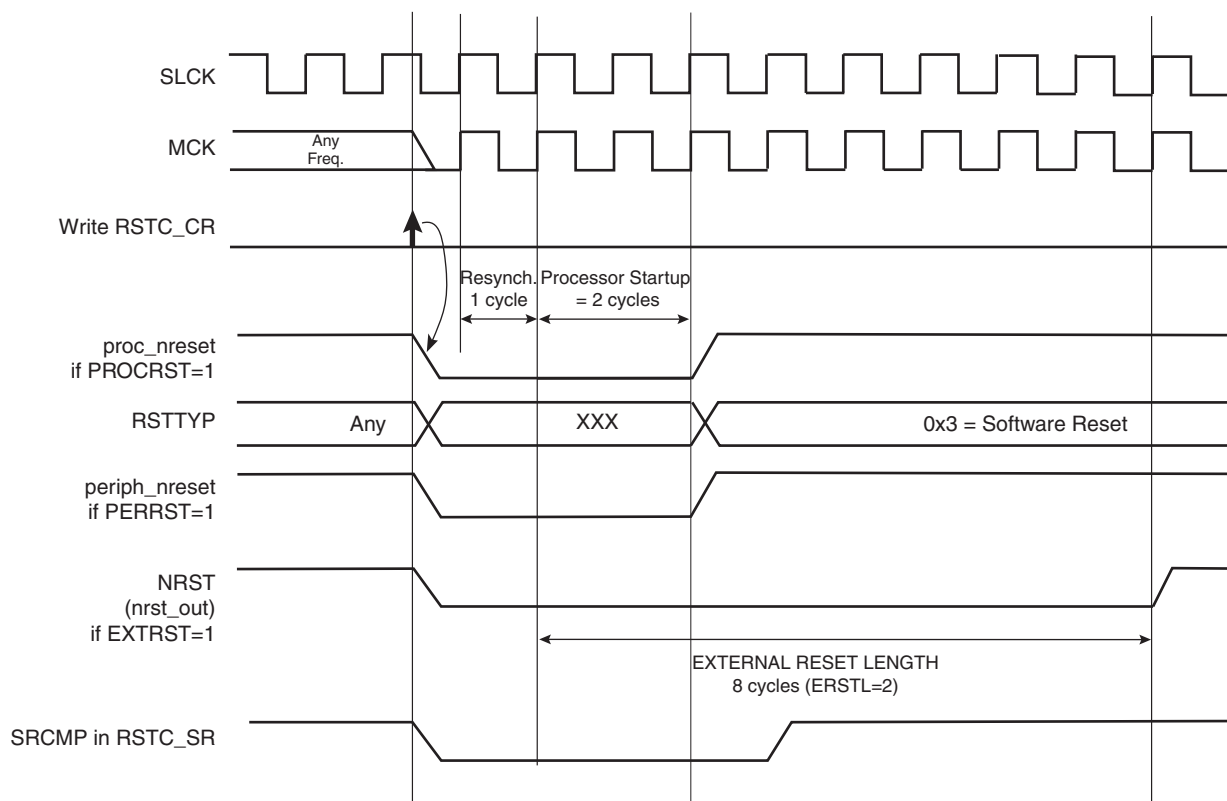 SLCK
MCK
Any
Freq.
Write RSTC_CR
Resynch.
1 cycle
Processor Startup
= 2 cycles
proc_nreset
if PROCRST=1
RSTTYP
Any
XXX
0x3 = Software Reset
periph_nreset
if PERRST=1
NRST
(nrst_out)
if EXTRST=1
EXTERNAL RESET LENGTH
8 cycles (ERSTL=2)
SRCMP in RSTC_SR